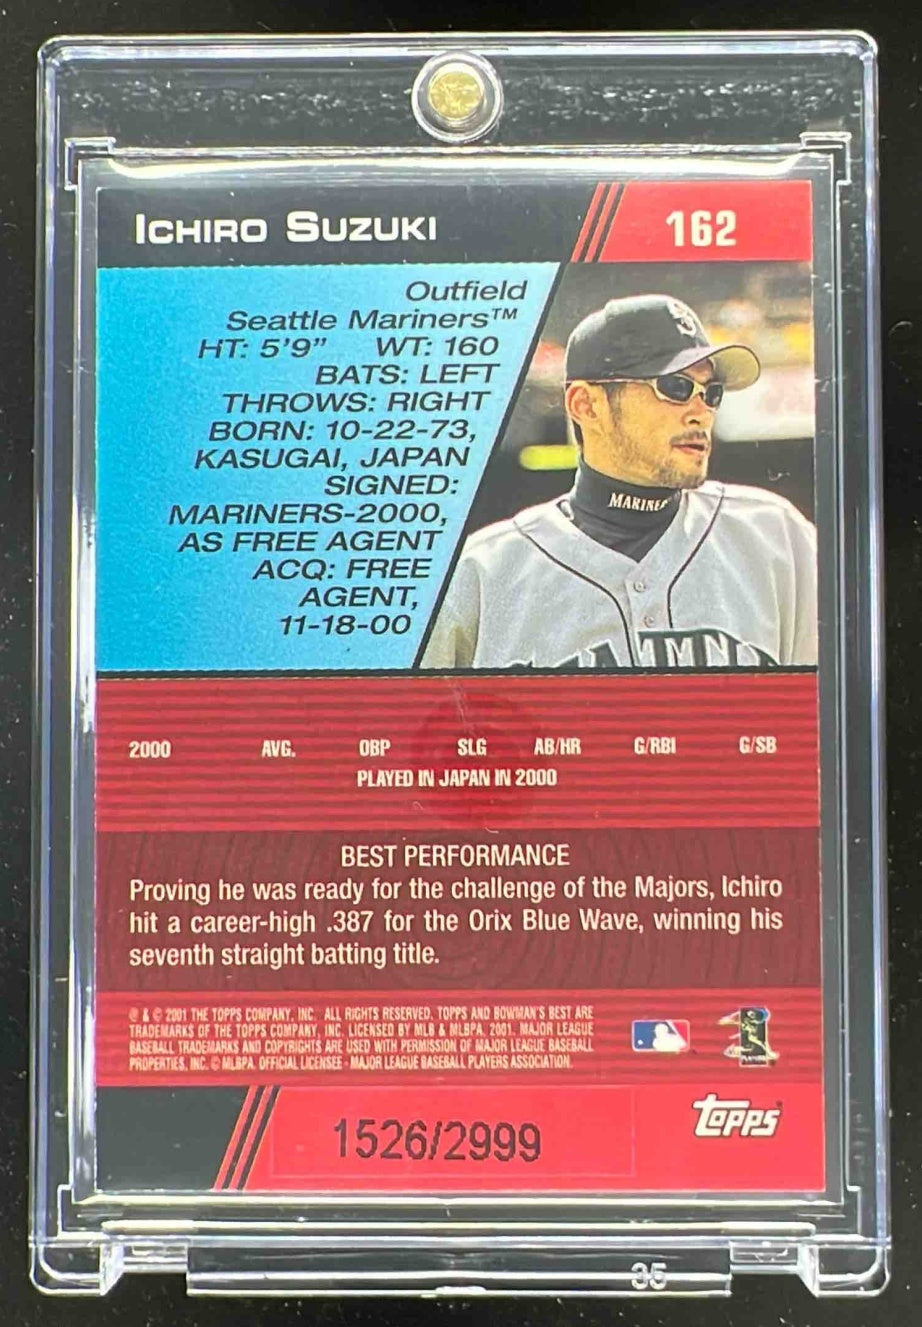 ICHIRO SUZUKI
162
Outfield
Seattle Mariners™
HT: 5'9" WT: 160
BATS: LEFT
THROWS: RIGHT
BORN: 10-22-73,
KASUGAI, JAPAN
SIGNED:
MARINERS-2000,
AS FREE AGENT
ACQ: FREE
AGENT,
11-18-00
MARINE
2000 AVG. OBP SLG AB/HR G/RBI G/SB
PLAYED IN JAPAN IN 2000
BEST PERFORMANCE
Proving he was ready for the challenge of the Majors, Ichiro
hit a career-high .387 for the Orix Blue Wave, winning his
seventh straight batting title.
® & © 2001 THE TOPPS COMPANY, INC. ALL RIGHTS RESERVED. TOPPS AND BOWMAN'S BEST ARE
TRADEMARKS OF THE TOPPS COMPANY, INC. LICENSED BY MLB & MLBPA, 2001. MAJOR LEAGUE
BASEBALL TRADEMARKS AND COPYRIGHTS ARE USED WITH PERMISSION OF MAJOR LEAGUE BASEBALL
PROPERTIES, INC. © MLBPA. OFFICIAL LICENSEE - MAJOR LEAGUE BASEBALL PLAYERS ASSOCIATION.
1526/2999
Topps
35